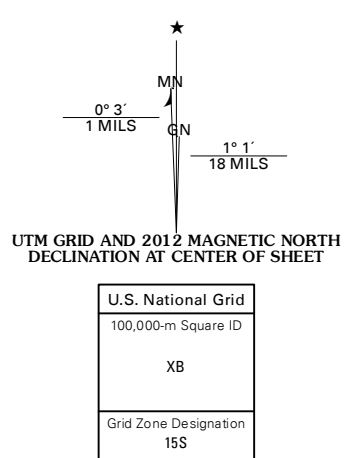 ★
MN
0° 3´
1 MILS
GN
1° 1´
18 MILS
UTM GRID AND 2012 MAGNETIC NORTH
DECLINATION AT CENTER OF SHEET
U.S. National Grid
100,000-m Square ID
XB
Grid Zone Designation
15S